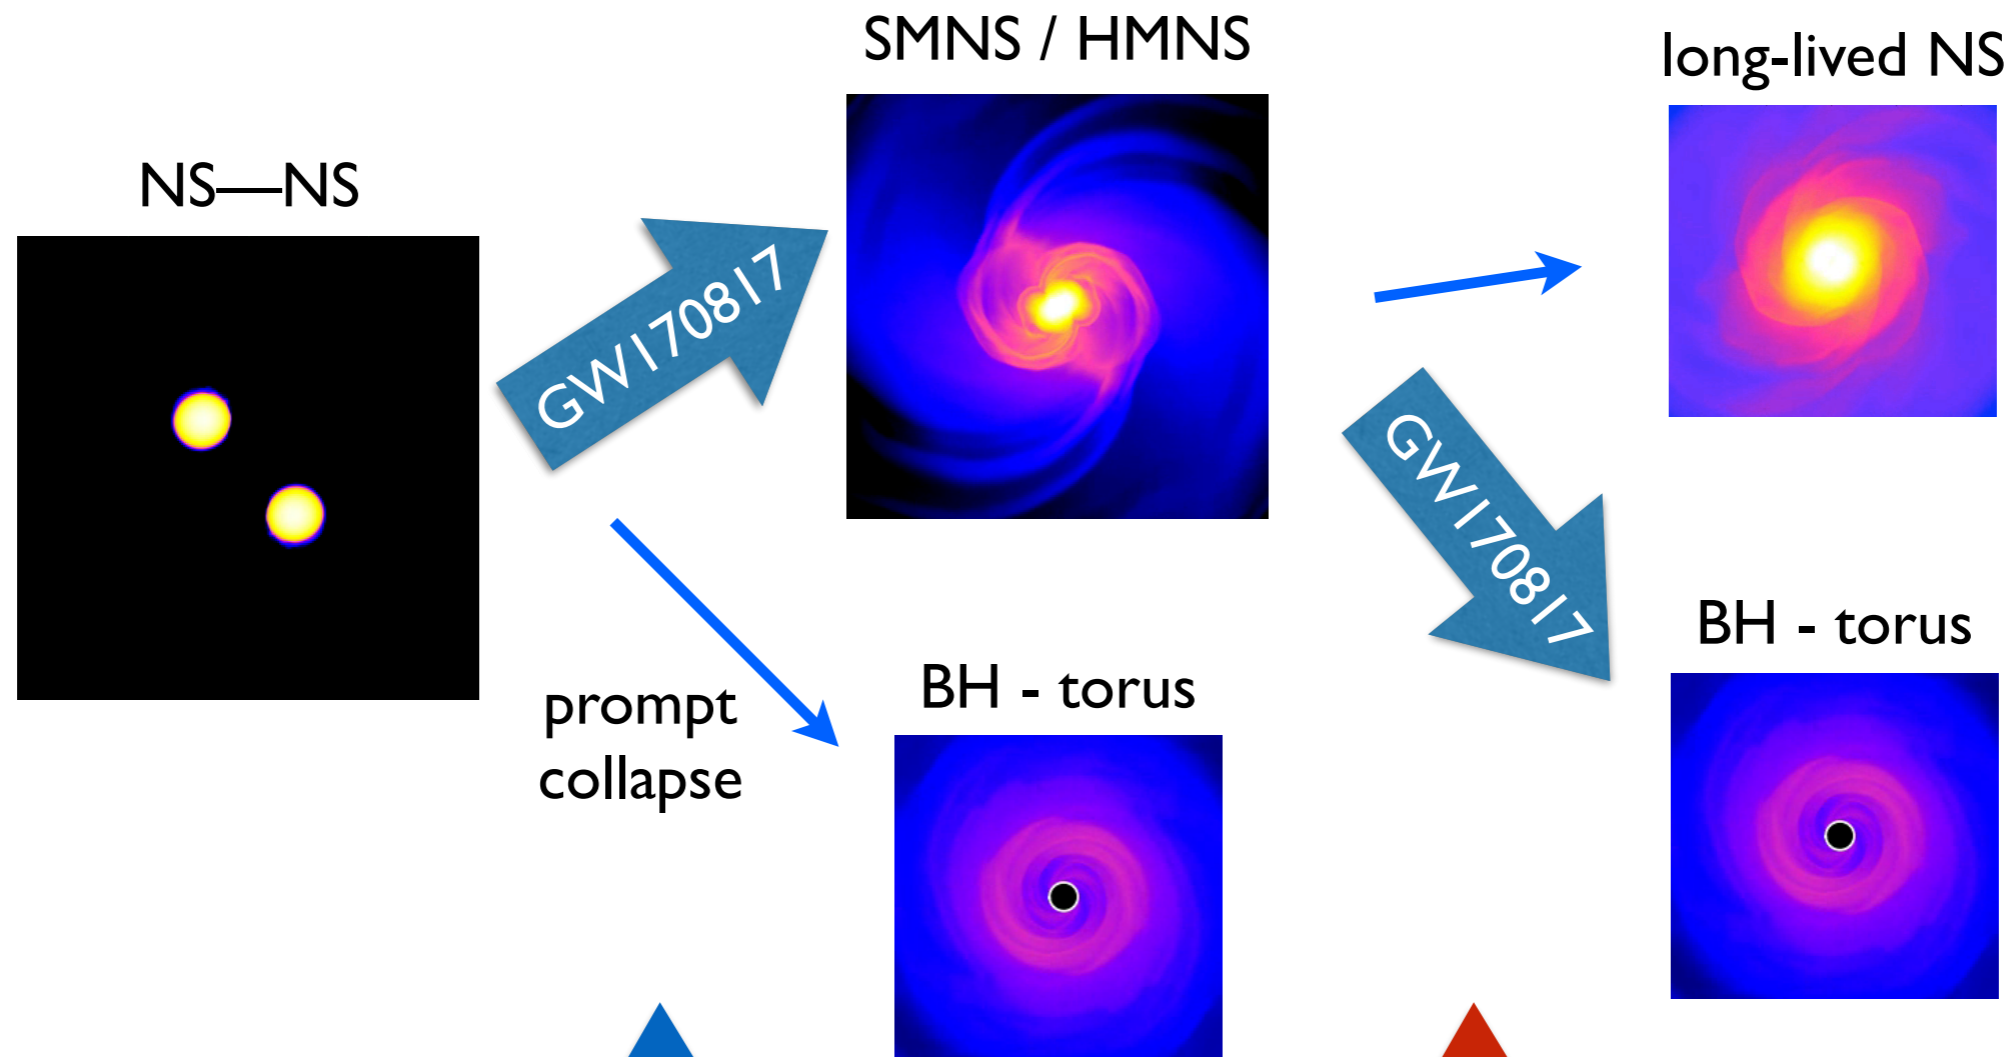 SMNS / HMNS
long-lived NS
NS—NS
GW170817
GW170817
BH - torus
BH - torus
prompt
collapse